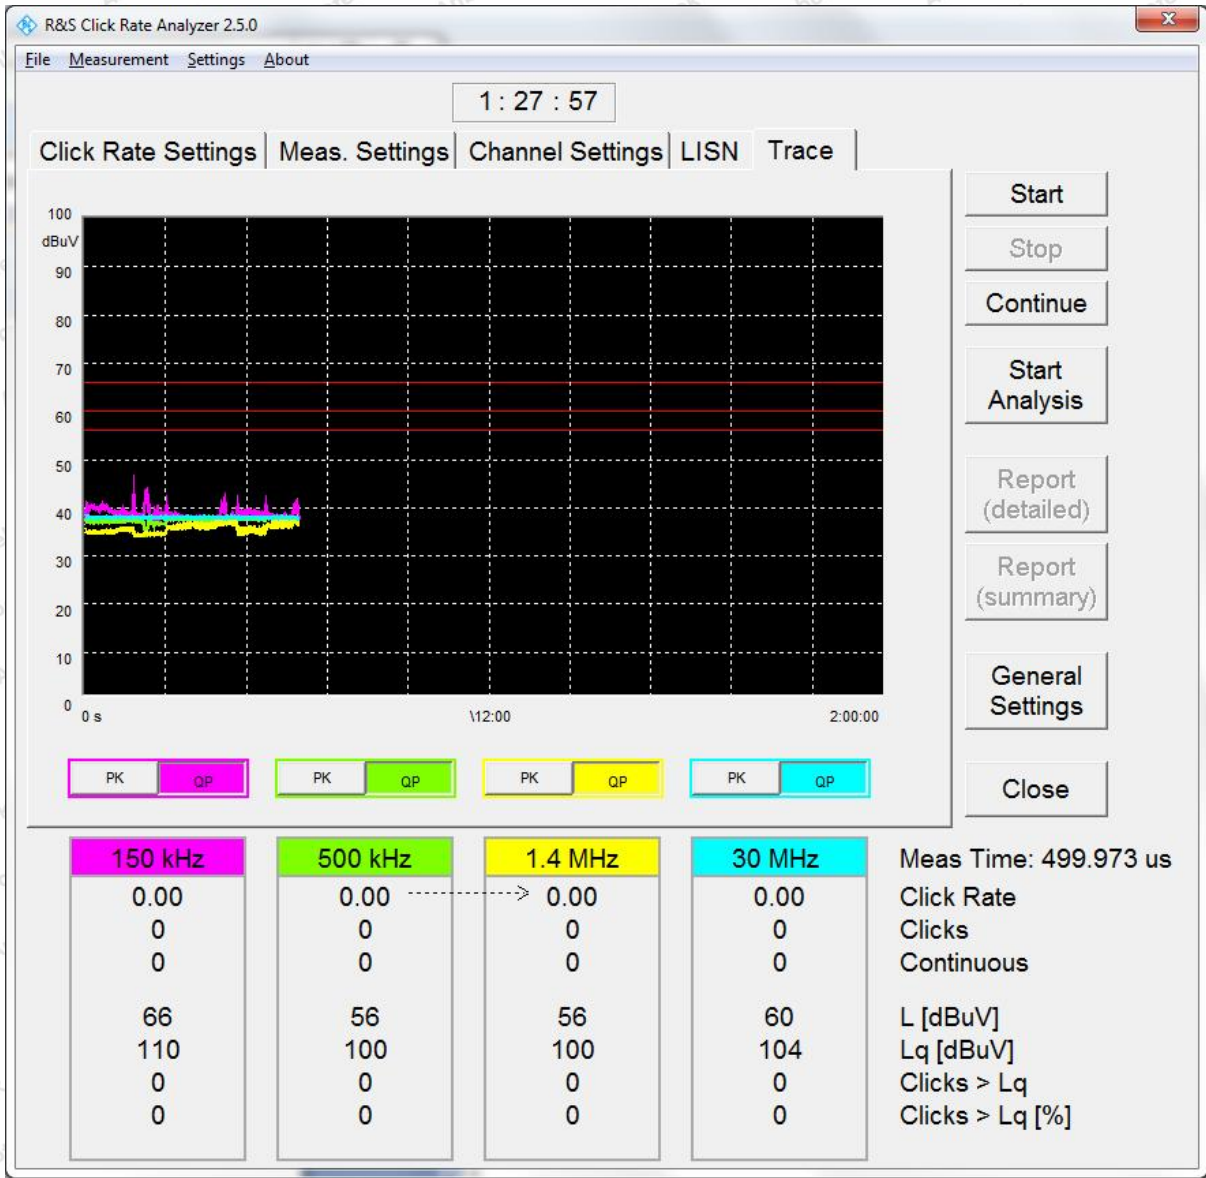 R&S Click Rate Analyzer 2.5.0
File Measurement Settings About
1 : 27 : 57
Click Rate Settings Meas. Settings Channel Settings LISN Trace
100
dBuV
90
80
70
60
50
40
30
20
10
0
0 s \12:00 2:00:00
PK QP PK QP PK QP PK QP
Start
Stop
Continue
Start
Analysis
Report
(detailed)
Report
(summary)
General
Settings
Close
150 kHz 500 kHz 1.4 MHz 30 MHz Meas Time: 499.973 us
0.00 0.00 0.00 0.00 Click Rate
0 0 0 0 Clicks
0 0 0 0 Continuous
66 56 56 60 L [dBuV]
110 100 100 104 Lq [dBuV]
0 0 0 0 Clicks > Lq
0 0 0 0 Clicks > Lq [%]